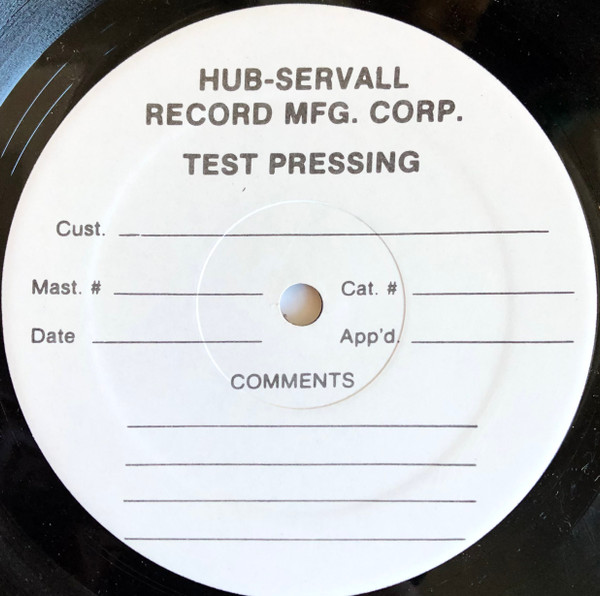 HUB-SERVALL
RECORD MFG. CORP.
TEST PRESSING
Cust.
Mast. # Cat. #
Date App'd.
COMMENTS